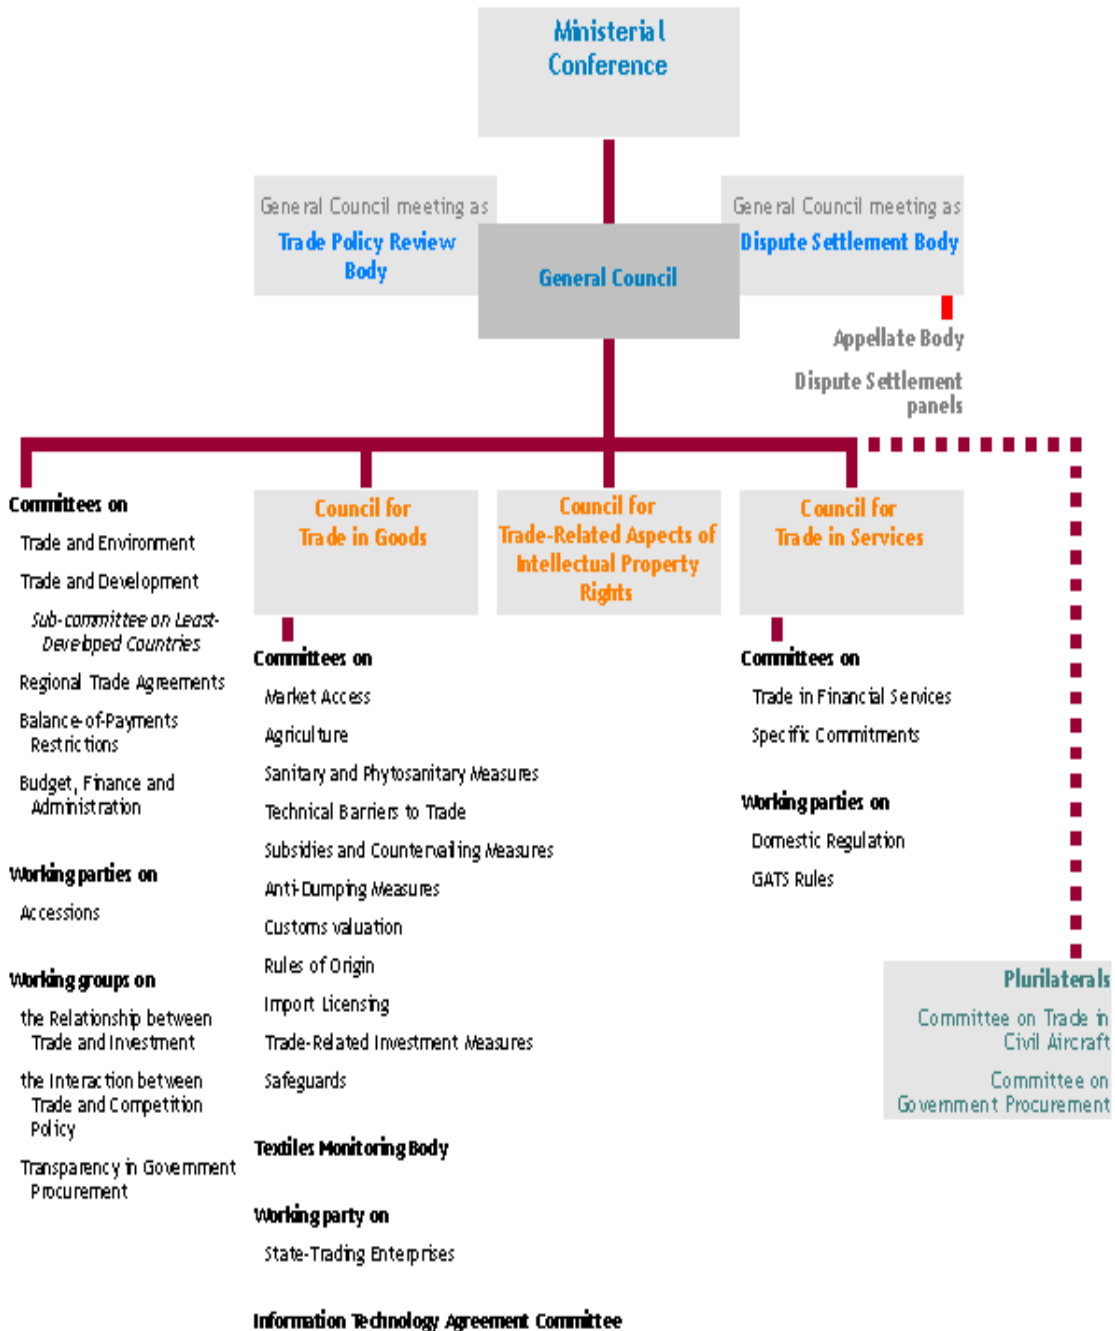 Ministerial
Conference
General Council meeting as
Trade Policy Review
Body
General Council
General Council meeting as
Dispute Settlement Body
Appellate Body
Dispute Settlement
panels
Committees on
Trade and Environment
Trade and Development
Sub-committee on Least-
Developed Countries
Regional Trade Agreements
Balance-of-Payments
Restrictions
Budget, Finance and
Administration
Working parties on
Accessions
Working groups on
the Relationship between
Trade and Investment
the Interaction between
Trade and Competition
Policy
Transparency in Government
Procurement
Council for
Trade in Goods
Committees on
Market Access
Agriculture
Sanitary and Phytosanitary Measures
Technical Barriers to Trade
Subsidies and Countervailing Measures
Anti-Dumping Measures
Customs valuation
Rules of Origin
Import Licensing
Trade-Related Investment Measures
Safeguards
Textiles Monitoring Body
Working party on
State-Trading Enterprises
Information Technology Agreement Committee
Council for
Trade-Related Aspects of
Intellectual Property
Rights
Council for
Trade in Services
Committees on
Trade in Financial Services
Specific Commitments
Working parties on
Domestic Regulation
GATS Rules
Plurilaterals
Committee on Trade in
Civil Aircraft
Committee on
Government Procurement